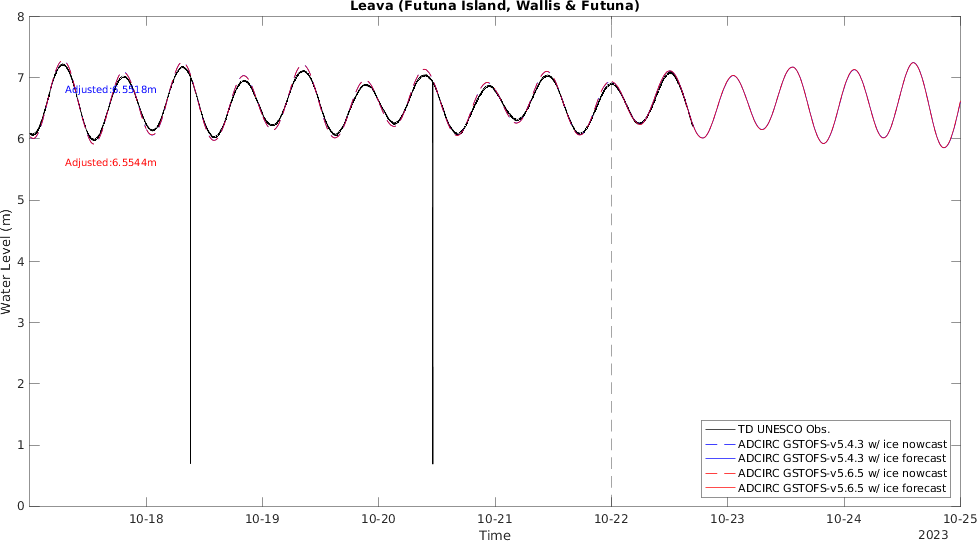 Leava (Futuna Island, Wallis & Futuna)
8
7
6
5
4
3
2
1
0
Water Level (m)
Adjusted:6.5518m
Adjusted:6.5544m
TD UNESCO Obs.
ADCIRC GSTOFS-v5.4.3 w/ ice nowcast
ADCIRC GSTOFS-v5.4.3 w/ ice forecast
ADCIRC GSTOFS-v5.6.5 w/ ice nowcast
ADCIRC GSTOFS-v5.6.5 w/ ice forecast
10-18 10-19 10-20 10-21 10-22 10-23 10-24 10-25
Time
2023